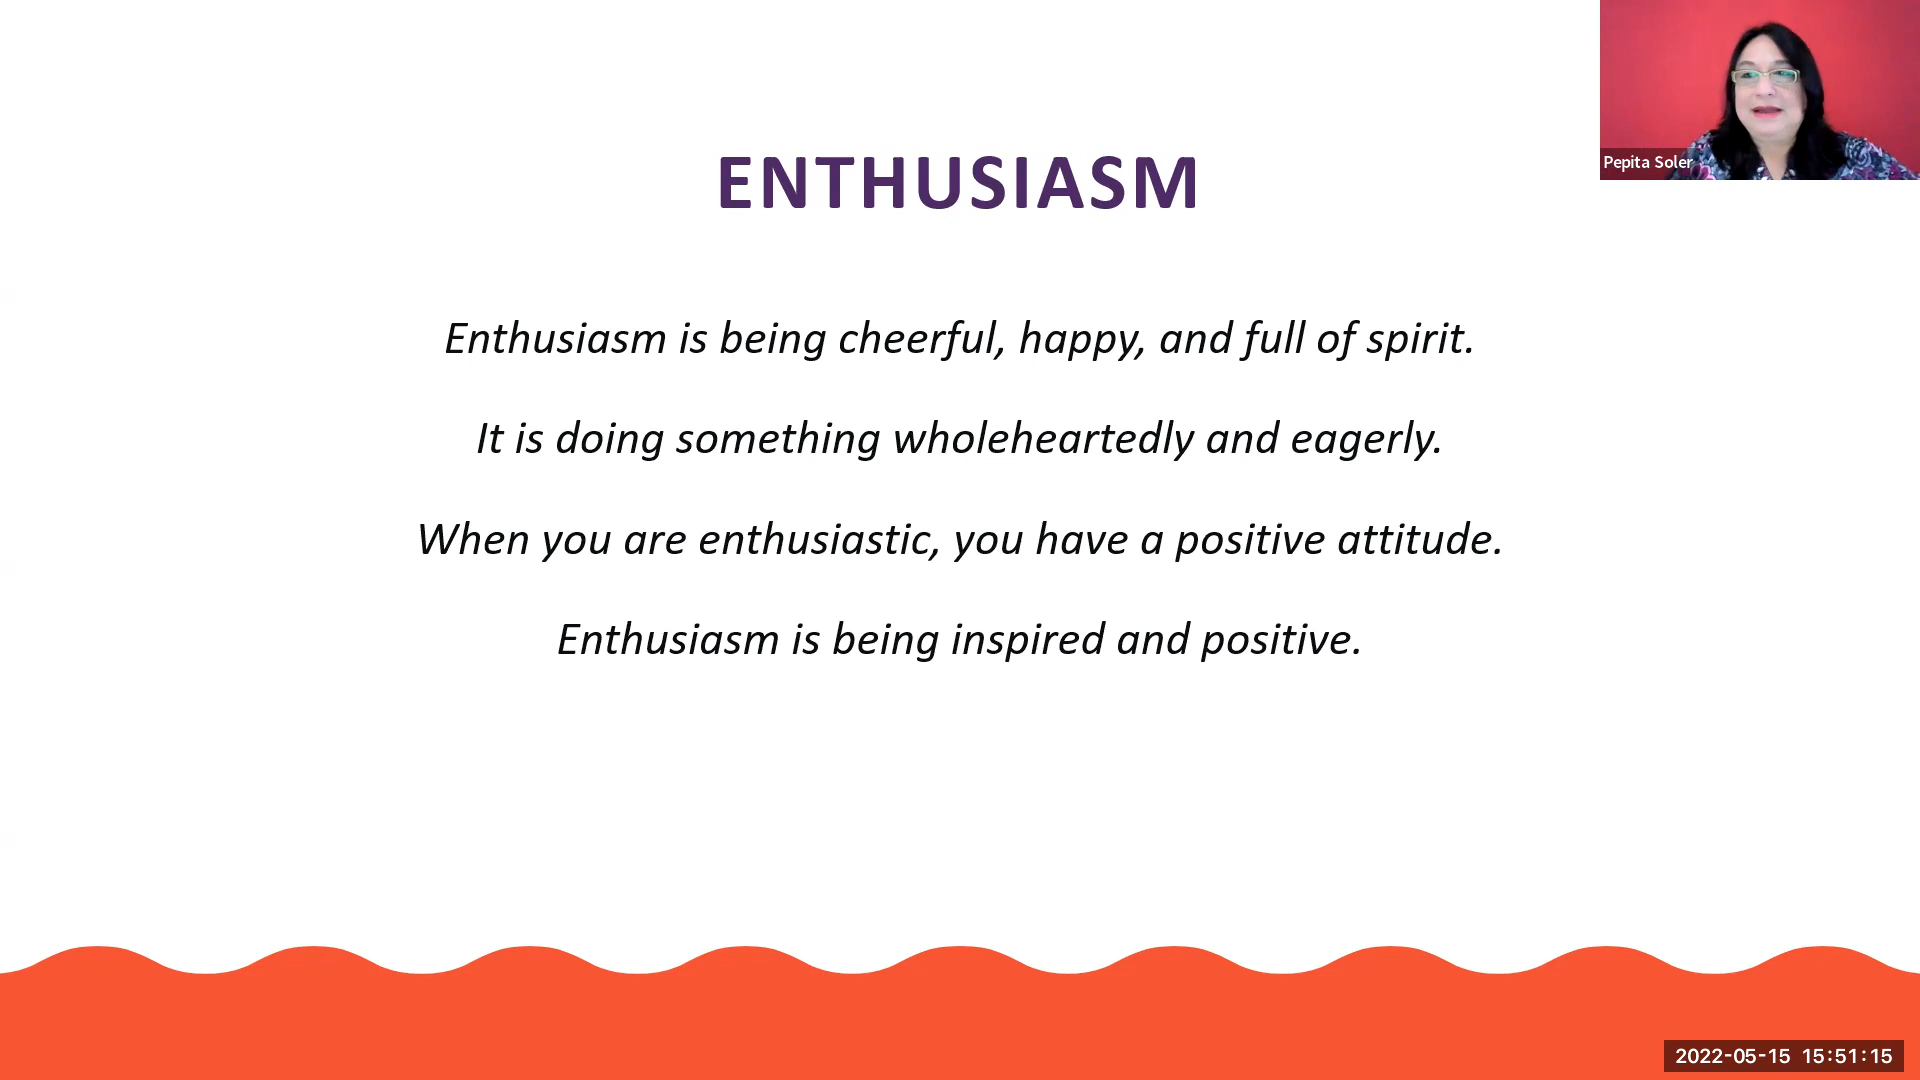 ENTHUSIASM
Pepita Soler
Enthusiasm is being cheerful, happy, and full of spirit.
It is doing something wholeheartedly and eagerly.
When you are enthusiastic, you have a positive attitude.
Enthusiasm is being inspired and positive.
2022-05-15 15:51:15